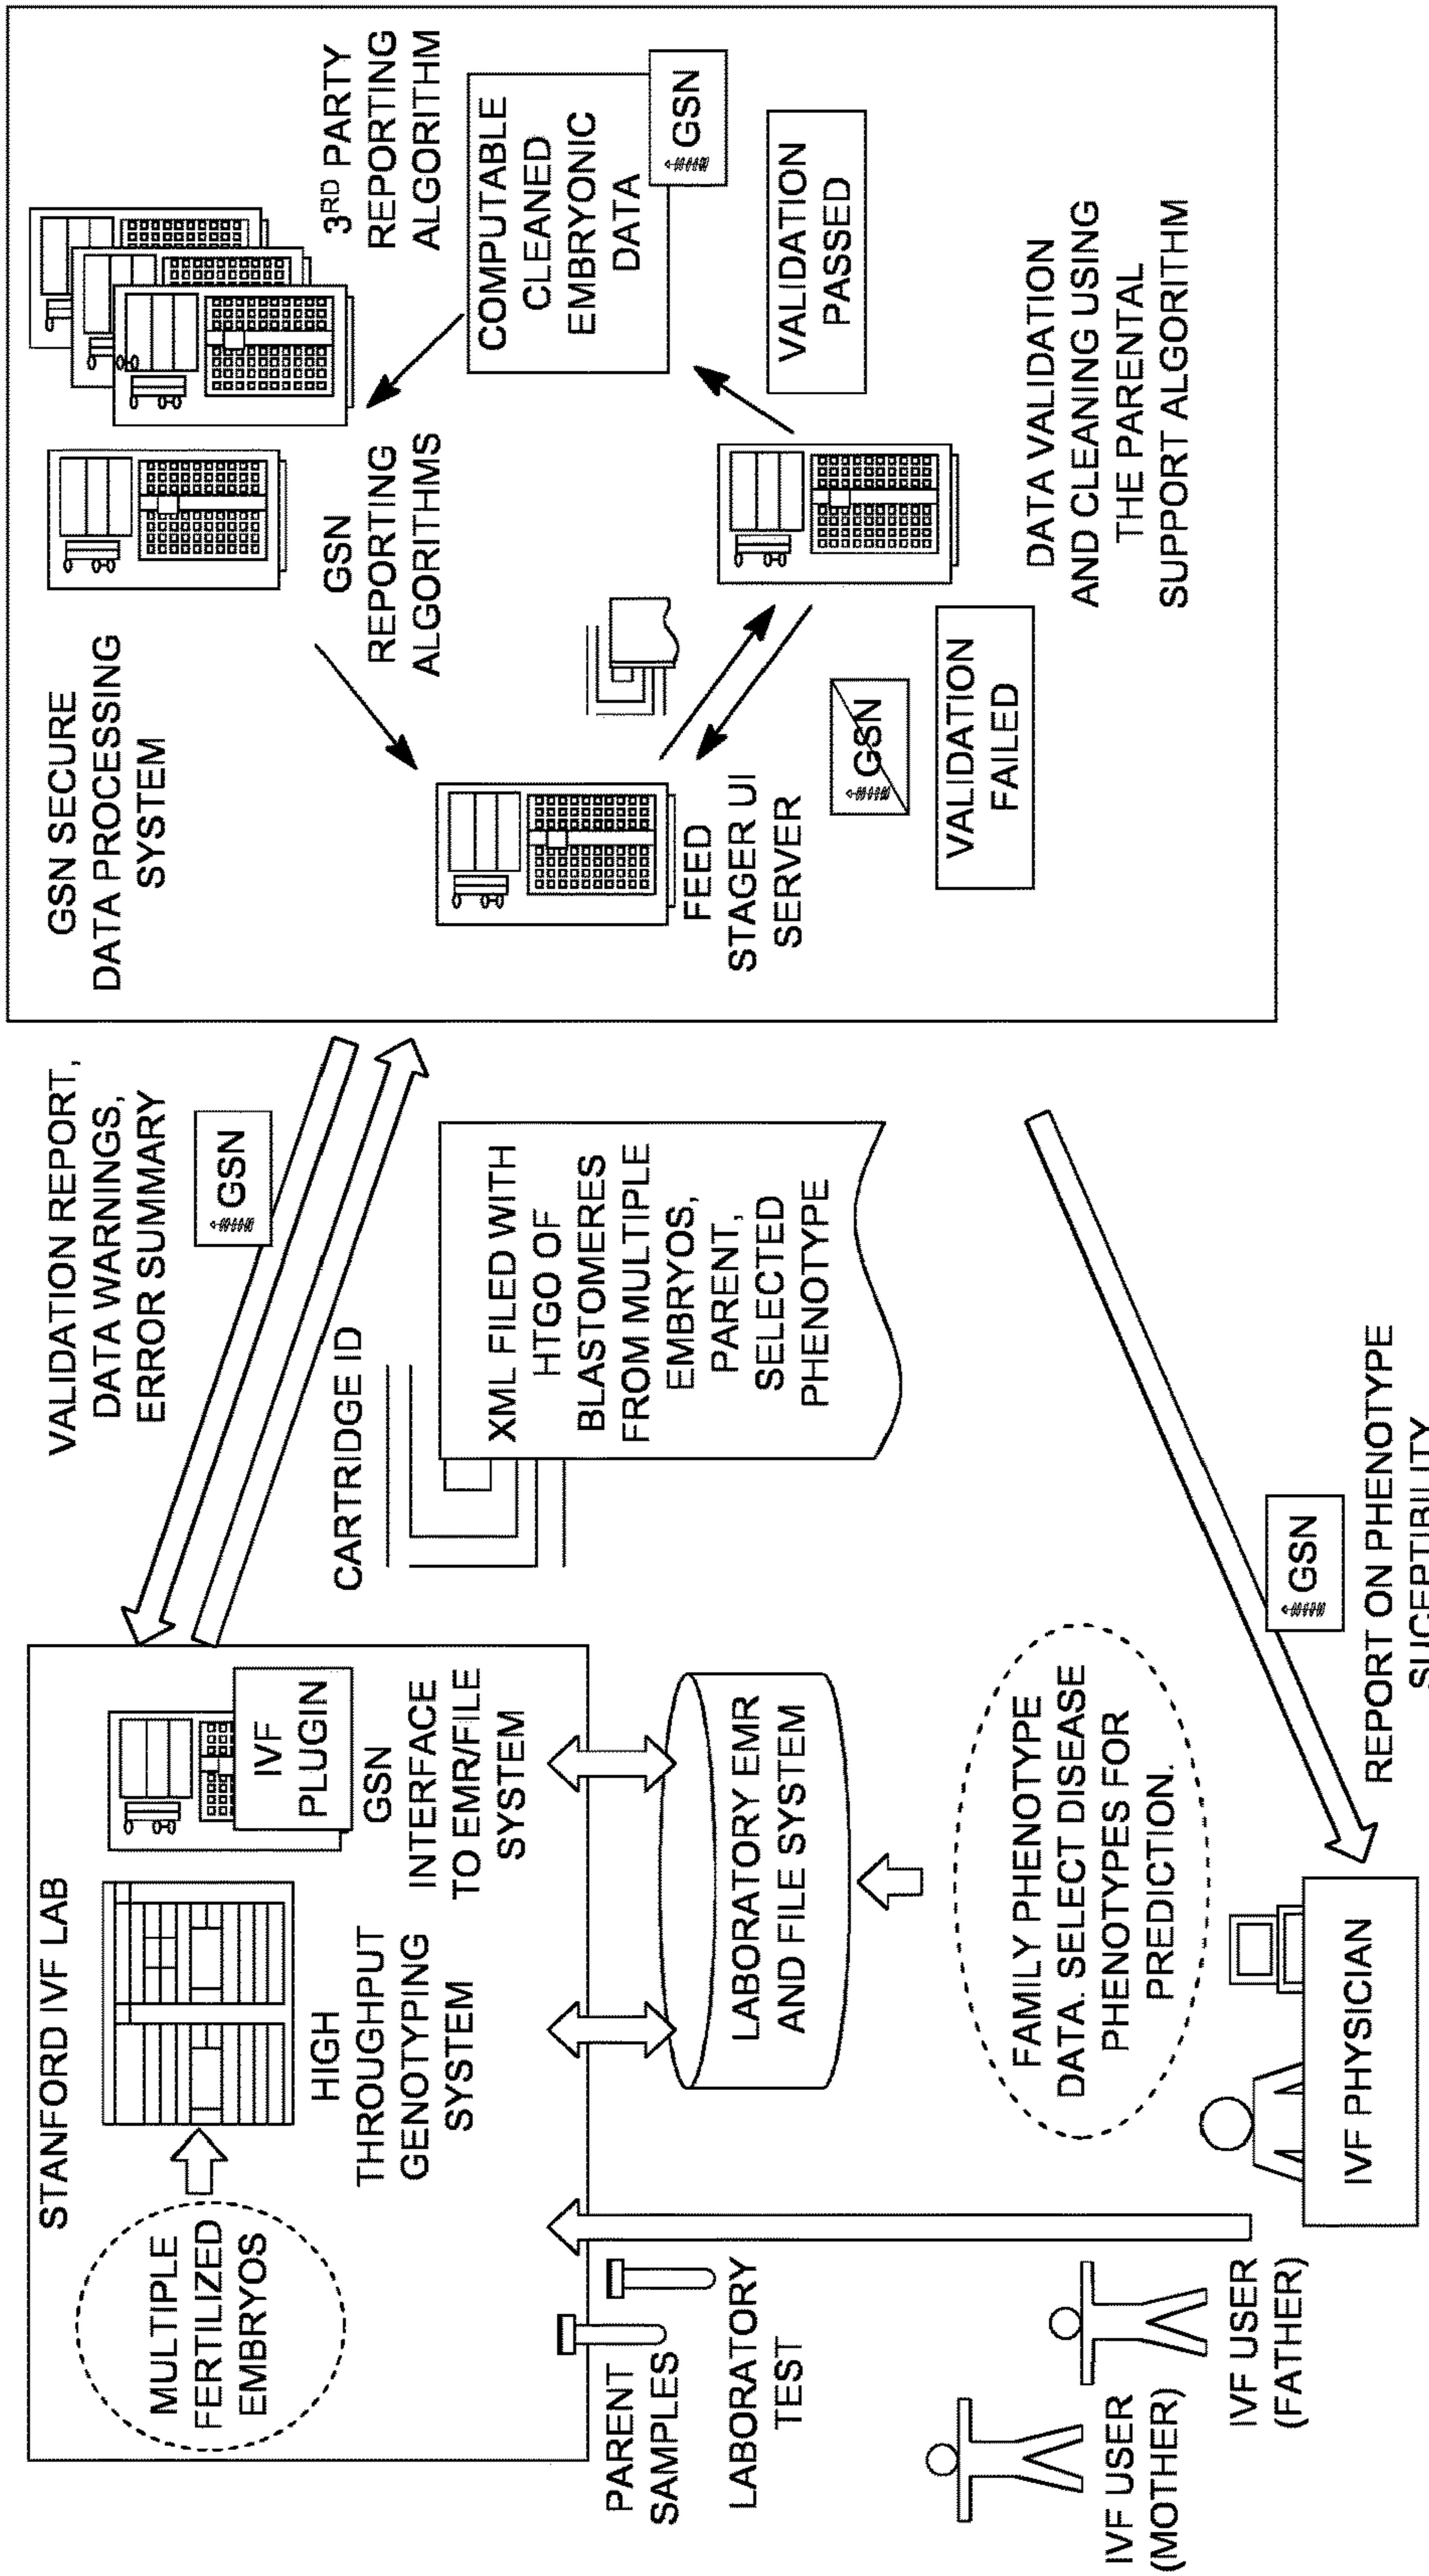 STANFORD IVF LAB
MULTIPLE
FERTILIZED
EMBRYOS
HIGH
THROUGHPUT
GENOTYPING
SYSTEM
IVF
PLUGIN
GSN
INTERFACE
TO EMR/FILE
SYSTEM
PARENT
SAMPLES
LABORATORY
TEST
LABORATORY EMR
AND FILE SYSTEM
FAMILY PHENOTYPE
DATA. SELECT DISEASE
PHENOTYPES FOR
PREDICTION.
IVF USER
(MOTHER)
IVF USER
(FATHER)
IVF PHYSICIAN
VALIDATION REPORT,
DATA WARNINGS,
ERROR SUMMARY
GSN
CARTRIDGE ID
XML FILED WITH
HTGO OF
BLASTOMERES
FROM MULTIPLE
EMBRYOS,
PARENT,
SELECTED
PHENOTYPE
GSN
REPORT ON PHENOTYPE
SUCEPTIBILITY
GSN SECURE
DATA PROCESSING
SYSTEM
GSN
REPORTING
ALGORITHMS
3RD PARTY
REPORTING
ALGORITHM
COMPUTABLE
CLEANED
EMBRYONIC
DATA
GSN
VALIDATION
PASSED
FEED
STAGER UI
SERVER
GSN
VALIDATION
FAILED
DATA VALIDATION
AND CLEANING USING
THE PARENTAL
SUPPORT ALGORITHM